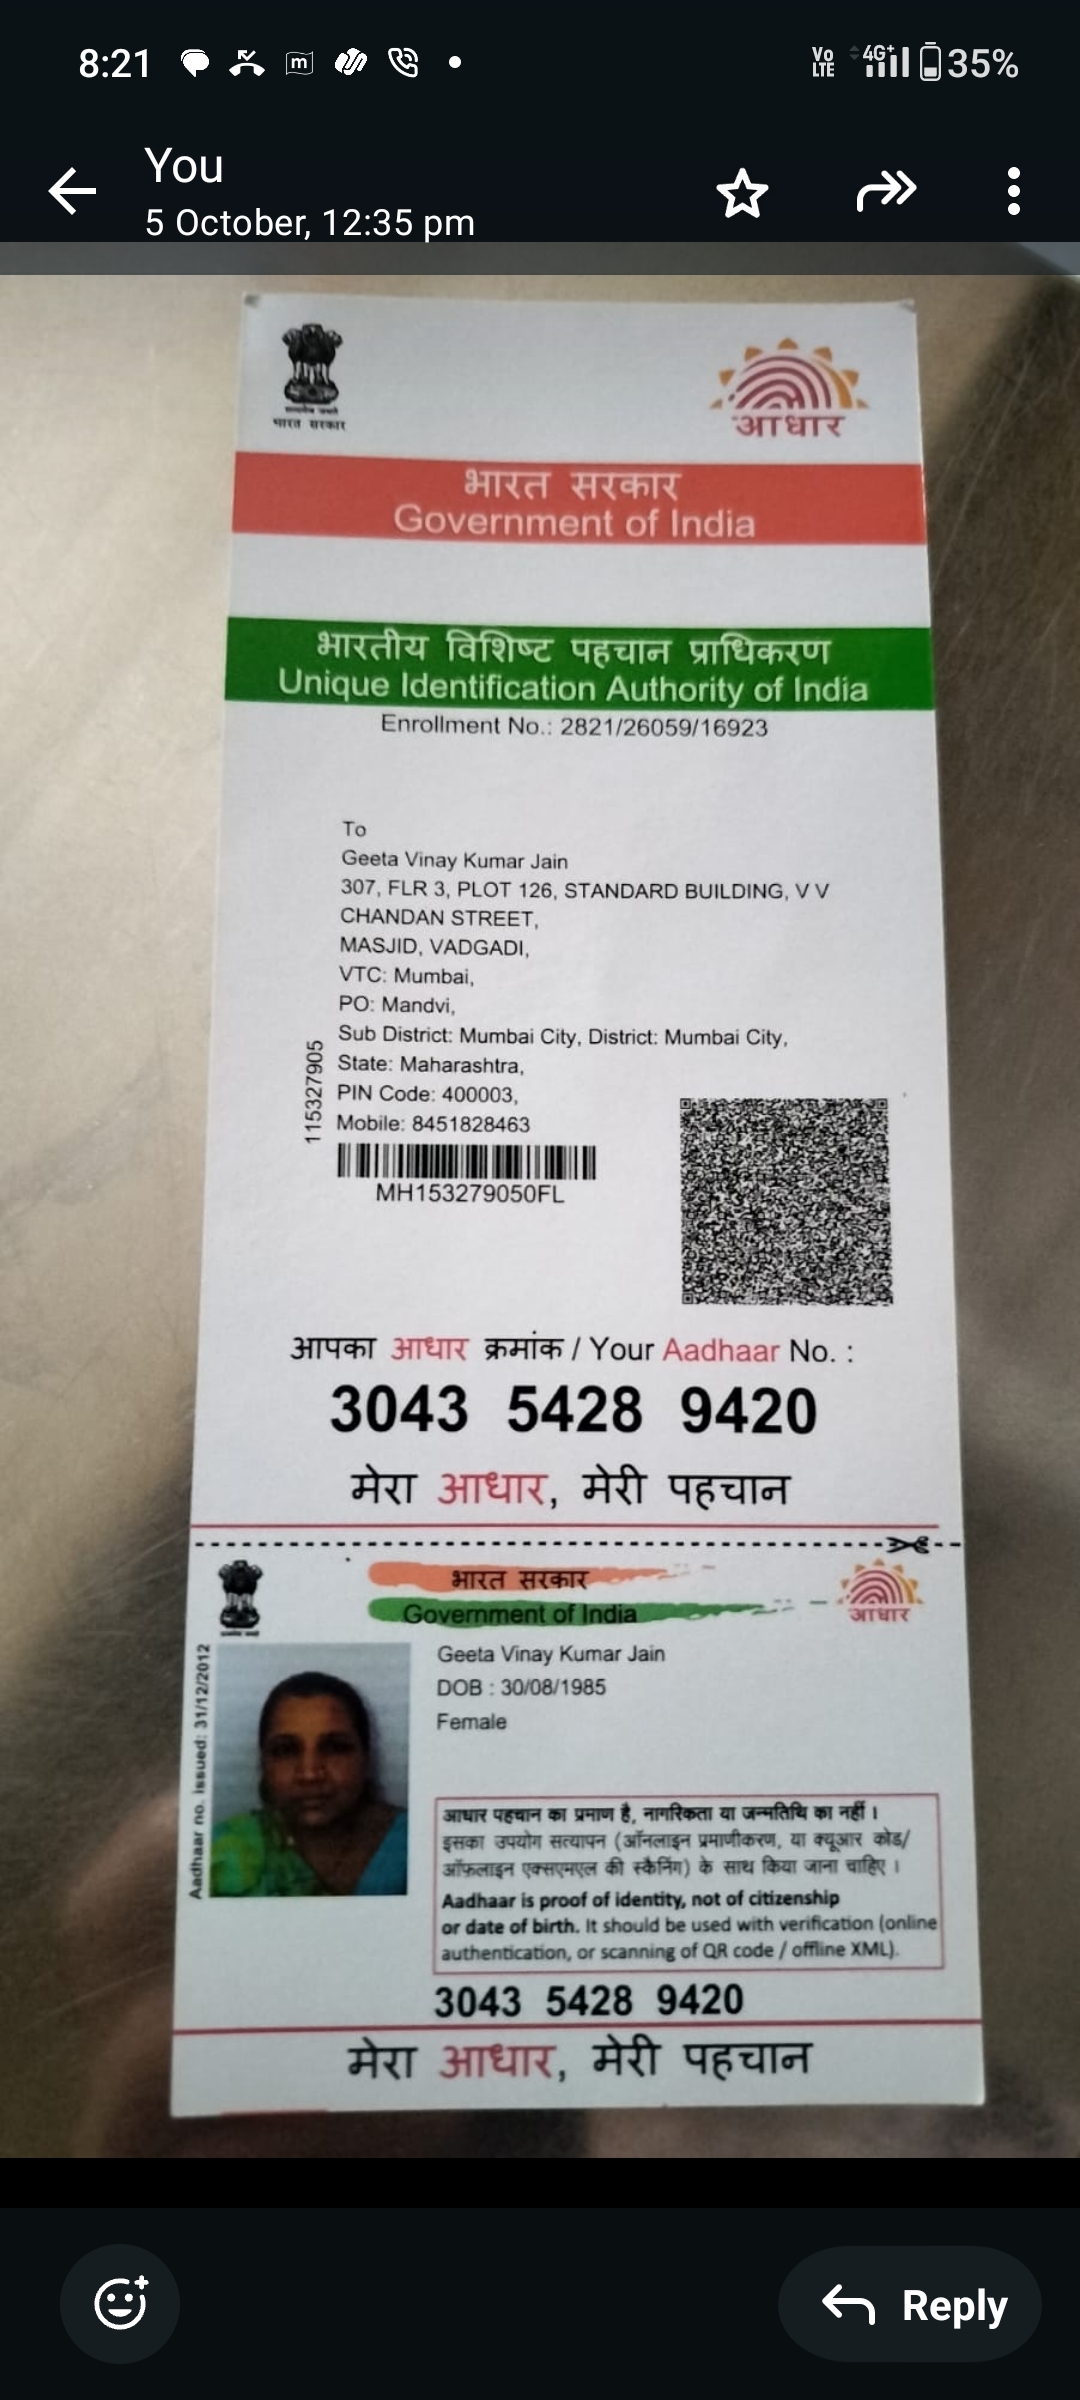 8:21
VoLTE 4G+ 35%
You
5 October, 12:35 pm
भारत सरकार
आधार
भारत सरकार
Government of India
भारतीय विशिष्ट पहचान प्राधिकरण
Unique Identification Authority of India
Enrollment No.: 2821/26059/16923
To
Geeta Vinay Kumar Jain
307, FLR 3, PLOT 126, STANDARD BUILDING, V V
CHANDAN STREET,
MASJID, VADGADI,
VTC: Mumbai,
PO: Mandvi,
Sub District: Mumbai City, District: Mumbai City,
State: Maharashtra,
PIN Code: 400003,
Mobile: 8451828463
115327905
MH153279050FL
आपका आधार क्रमांक / Your Aadhaar No. :
3043 5428 9420
मेरा आधार, मेरी पहचान
भारत सरकार
Government of India
आधार
Aadhaar no. issued: 31/12/2012
Geeta Vinay Kumar Jain
DOB : 30/08/1985
Female
आधार पहचान का प्रमाण है, नागरिकता या जन्मतिथि का नहीं ।
इसका उपयोग सत्यापन (ऑनलाइन प्रमाणीकरण, या क्यूआर कोड/
ऑफ़लाइन एक्सएमएल की स्कैनिंग) के साथ किया जाना चाहिए ।
Aadhaar is proof of identity, not of citizenship
or date of birth. It should be used with verification (online
authentication, or scanning of QR code / offline XML).
3043 5428 9420
मेरा आधार, मेरी पहचान
Reply